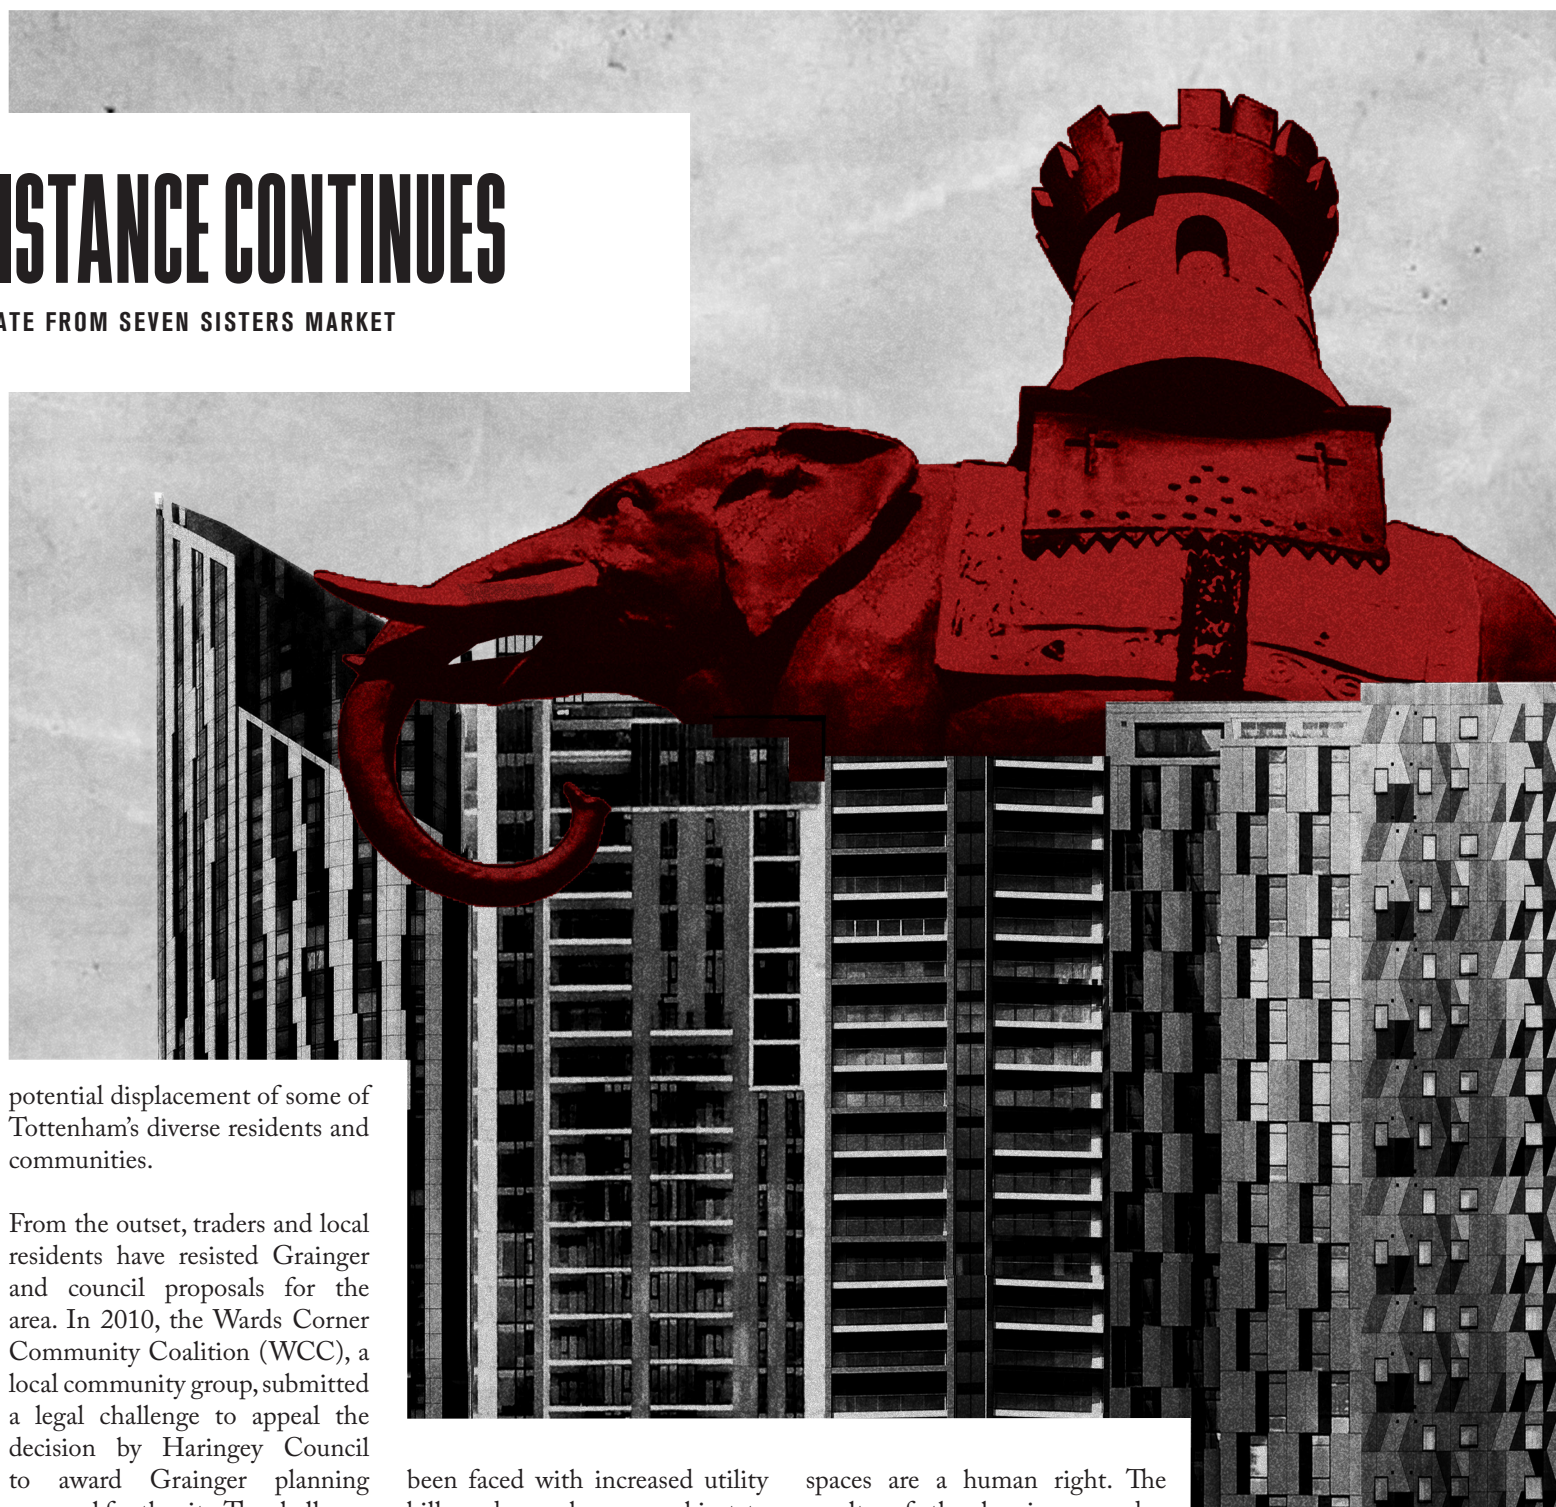 ISTANCE CONTINUES
ATE FROM SEVEN SISTERS MARKET
potential displacement of some of
Tottenham's diverse residents and
communities.
From the outset, traders and local
residents have resisted Grainger
and council proposals for the
area. In 2010, the Wards Corner
Community Coalition (WCC), a
local community group, submitted
a legal challenge to appeal the
decision by Haringey Council
to award Grainger planning
been faced with increased utility
spaces are a human right. The